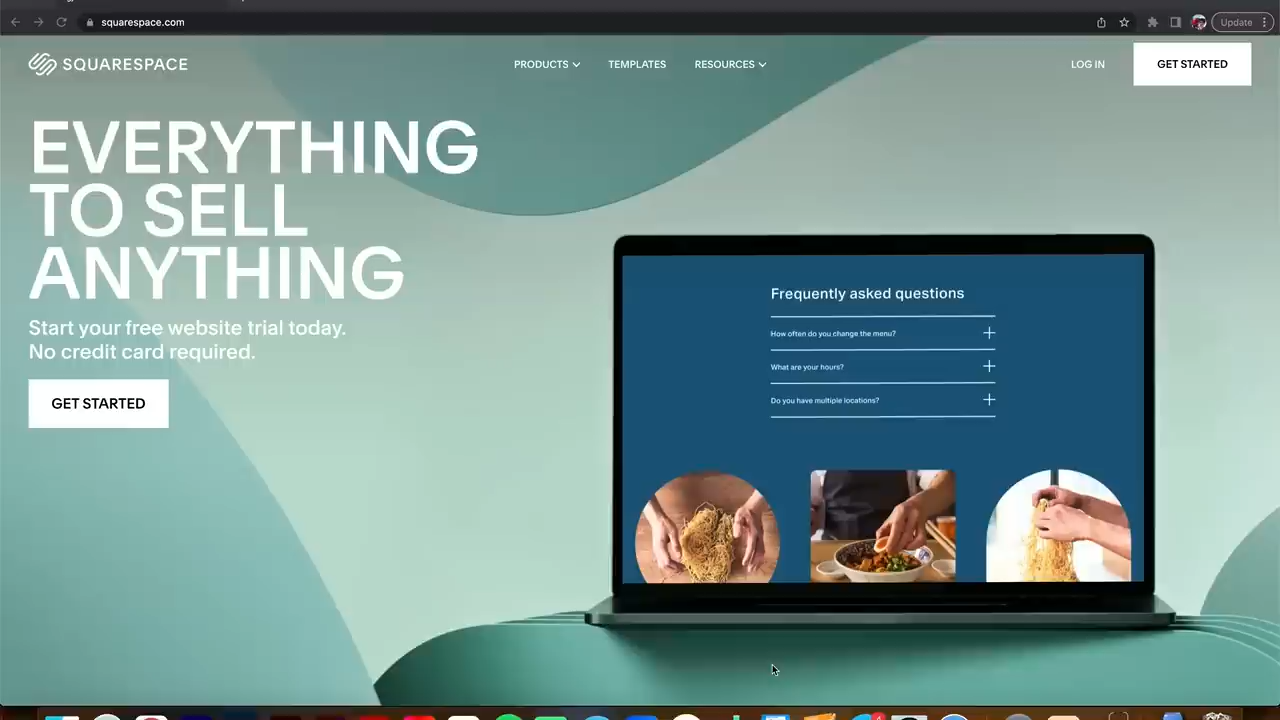 squarespace.com
Update
SQUARESPACE
PRODUCTS
TEMPLATES
RESOURCES
LOG IN
GET STARTED
EVERYTHING
TO SELL
ANYTHING
Start your free website trial today.
No credit card required.
GET STARTED
Frequently asked questions
How often do you change the menu?
What are your hours?
Do you have multiple locations?